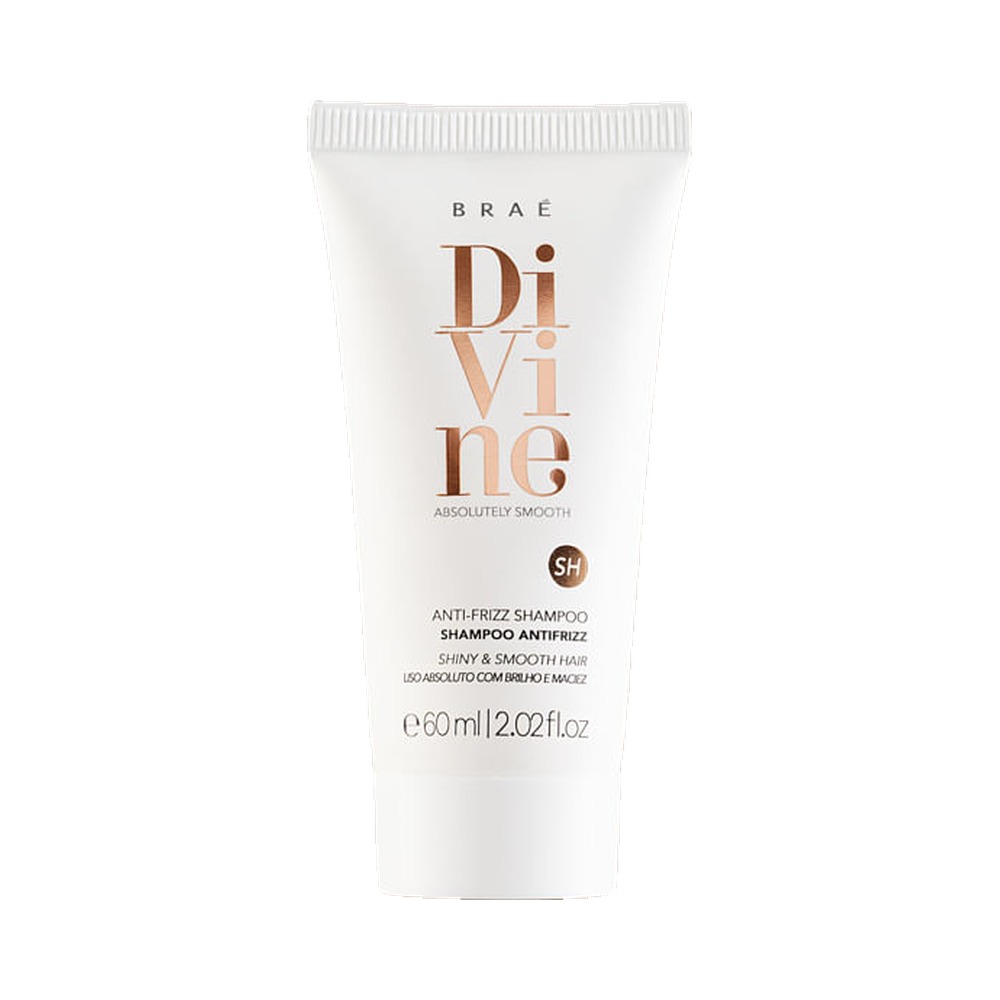 BRAÉ
Di
Vi
ne
ABSOLUTELY SMOOTH
SH
ANTI-FRIZZ SHAMPOO
SHAMPOO ANTIFRIZZ
SHINY & SMOOTH HAIR
LISO ABSOLUTO COM BRILHO E MACIEZ
℮60 ml|2.02 fl.oz